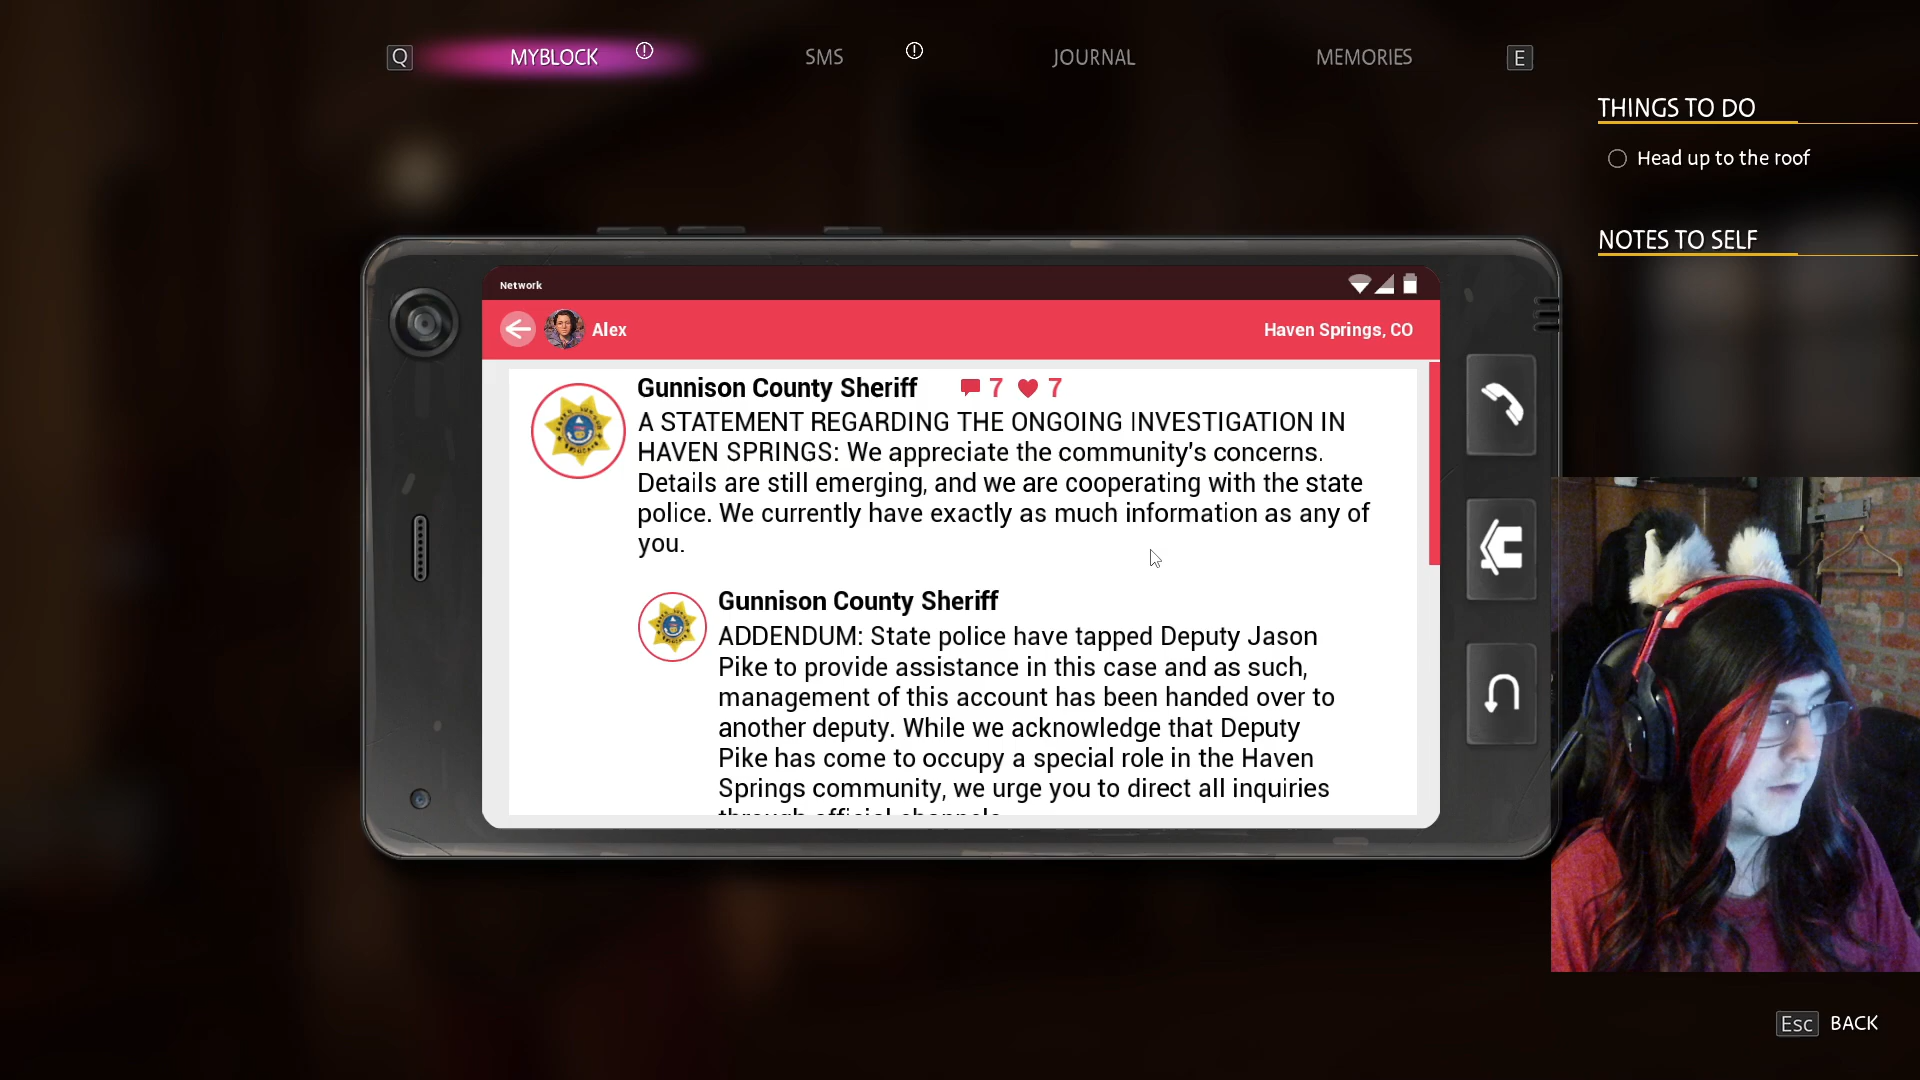 Q
MYBLOCK
SMS
JOURNAL
MEMORIES
E
THINGS TO DO
Head up to the roof
NOTES TO SELF
Network
Alex
Haven Springs, CO
Gunnison County Sheriff 7 7
A STATEMENT REGARDING THE ONGOING INVESTIGATION IN
HAVEN SPRINGS: We appreciate the community's concerns.
Details are still emerging, and we are cooperating with the state
police. We currently have exactly as much information as any of
you.
Gunnison County Sheriff
ADDENDUM: State police have tapped Deputy Jason
Pike to provide assistance in this case and as such,
management of this account has been handed over to
another deputy. While we acknowledge that Deputy
Pike has come to occupy a special role in the Haven
Springs community, we urge you to direct all inquiries
through official channels
Esc BACK